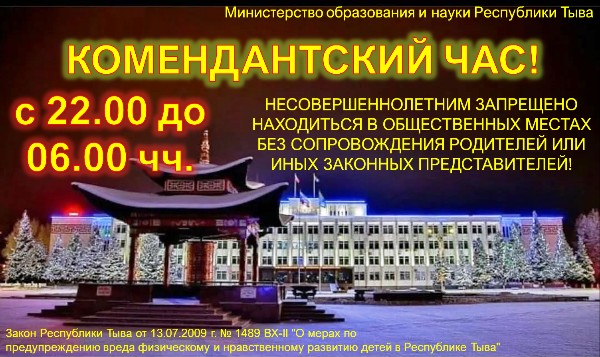 Министерство образования и науки Республики Тыва
КОМЕНДАНТСКИЙ ЧАС!
с 22.00 до
06.00 чч.
НЕСОВЕРШЕННОЛЕТНИМ ЗАПРЕЩЕНО
НАХОДИТЬСЯ В ОБЩЕСТВЕННЫХ МЕСТАХ
БЕЗ СОПРОВОЖДЕНИЯ РОДИТЕЛЕЙ ИЛИ
ИНЫХ ЗАКОННЫХ ПРЕДСТАВИТЕЛЕЙ!
Закон Республики Тыва от 13.07.2009 г. № 1489 ВХ-II "О мерах по
предупреждению вреда физическому и нравственному развитию детей в Республике Тыва"